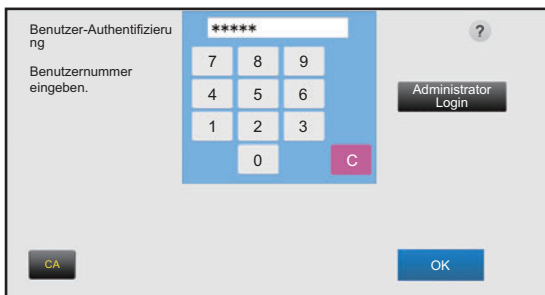 Benutzer-Authentifizieru
ng
*****
?
Benutzernummer
eingeben.
7 8 9
4 5 6
1 2 3
0 C
Administrator
Login
CA
OK